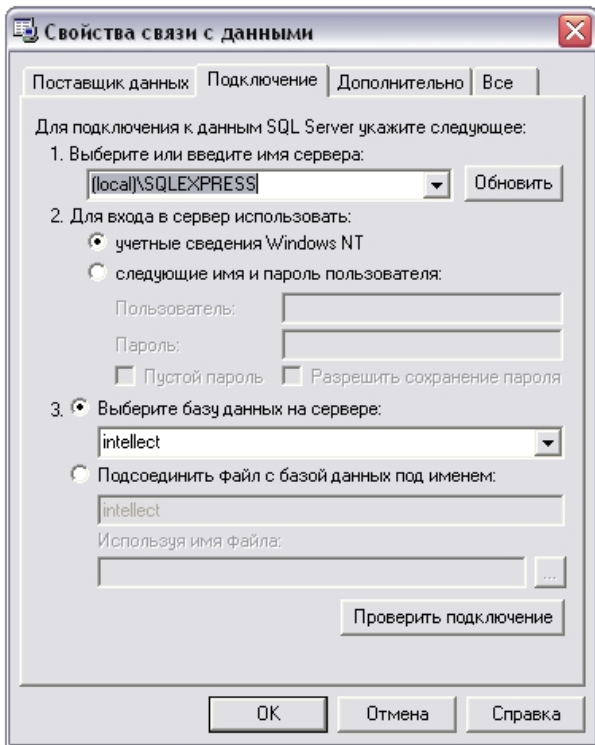 Свойства связи с данными
Поставщик данных Подключение Дополнительно Все
Для подключения к данным SQL Server укажите следующее:
1. Выберите или введите имя сервера:
(local)\SQLEXPRESS Обновить
2. Для входа в сервер использовать:
учетные сведения Windows NT
следующие имя и пароль пользователя:
Пользователь:
Пароль:
Пустой пароль Разрешить сохранение пароля
3. Выберите базу данных на сервере:
intellect
Подсоединить файл с базой данных под именем:
intellect
Используя имя файла:
...
Проверить подключение
OK Отмена Справка